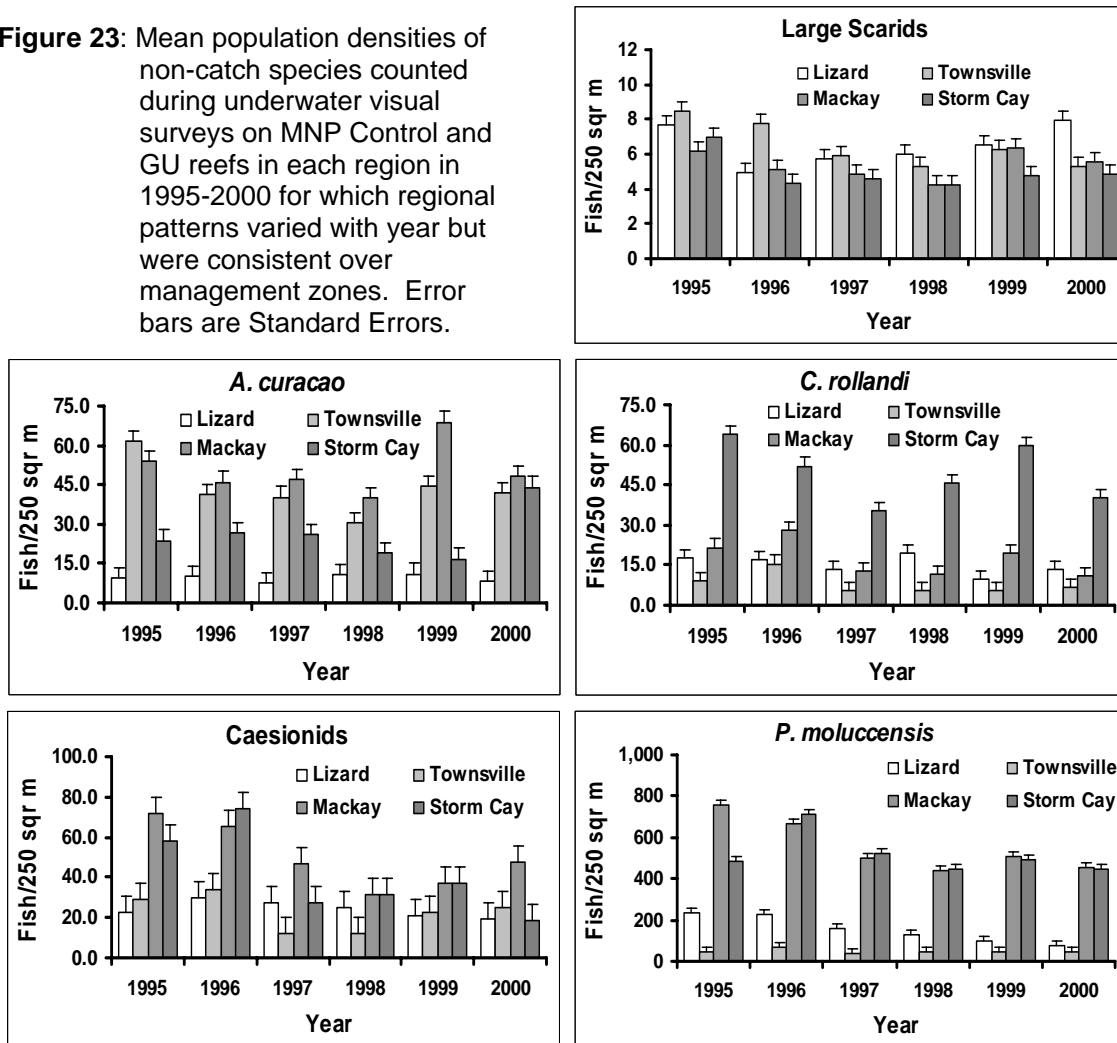 Figure 23: Mean population densities of
non-catch species counted
during underwater visual
surveys on MNP Control and
GU reefs in each region in
1995-2000 for which regional
patterns varied with year but
were consistent over
management zones. Error
bars are Standard Errors.
Large Scarids
Lizard Townsville
Mackay Storm Cay
Fish/250 sqr m
12
10
8
6
4
2
0
1995 1996 1997 1998 1999 2000
Year
A. curacao
Lizard Townsville
Mackay Storm Cay
Fish/250 sqr m
75.0
60.0
45.0
30.0
15.0
0.0
1995 1996 1997 1998 1999 2000
Year
C. rollandi
Lizard Townsville
Mackay Storm Cay
Fish/250 sqr m
75.0
60.0
45.0
30.0
15.0
0.0
1995 1996 1997 1998 1999 2000
Year
Caesionids
Lizard Townsville
Mackay Storm Cay
Fish/250 sqr m
100.0
80.0
60.0
40.0
20.0
0.0
1995 1996 1997 1998 1999 2000
Year
P. moluccensis
Lizard Townsville
Mackay Storm Cay
Fish/250 sqr m
1,000
800
600
400
200
0
1995 1996 1997 1998 1999 2000
Year